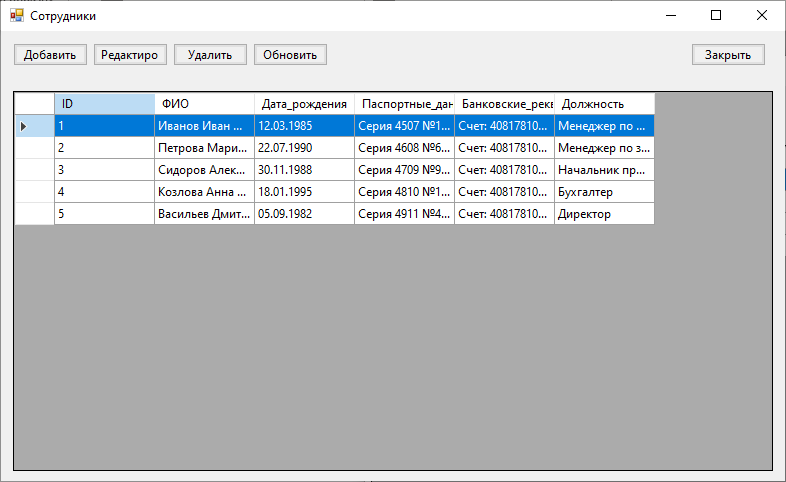 Сотрудники
Добавить Редактиро Удалить Обновить Закрыть
ID ФИО Дата_рождения Паспортные_дан Банковские_рекв Должность
1 Иванов Иван ... 12.03.1985 Серия 4507 №1... Счет: 40817810... Менеджер по ...
2 Петрова Мари... 22.07.1990 Серия 4608 №6... Счет: 40817810... Менеджер по з...
3 Сидоров Алек... 30.11.1988 Серия 4709 №9... Счет: 40817810... Начальник пр...
4 Козлова Анна ... 18.01.1995 Серия 4810 №1... Счет: 40817810... Бухгалтер
5 Васильев Дмит... 05.09.1982 Серия 4911 №4... Счет: 40817810... Директор